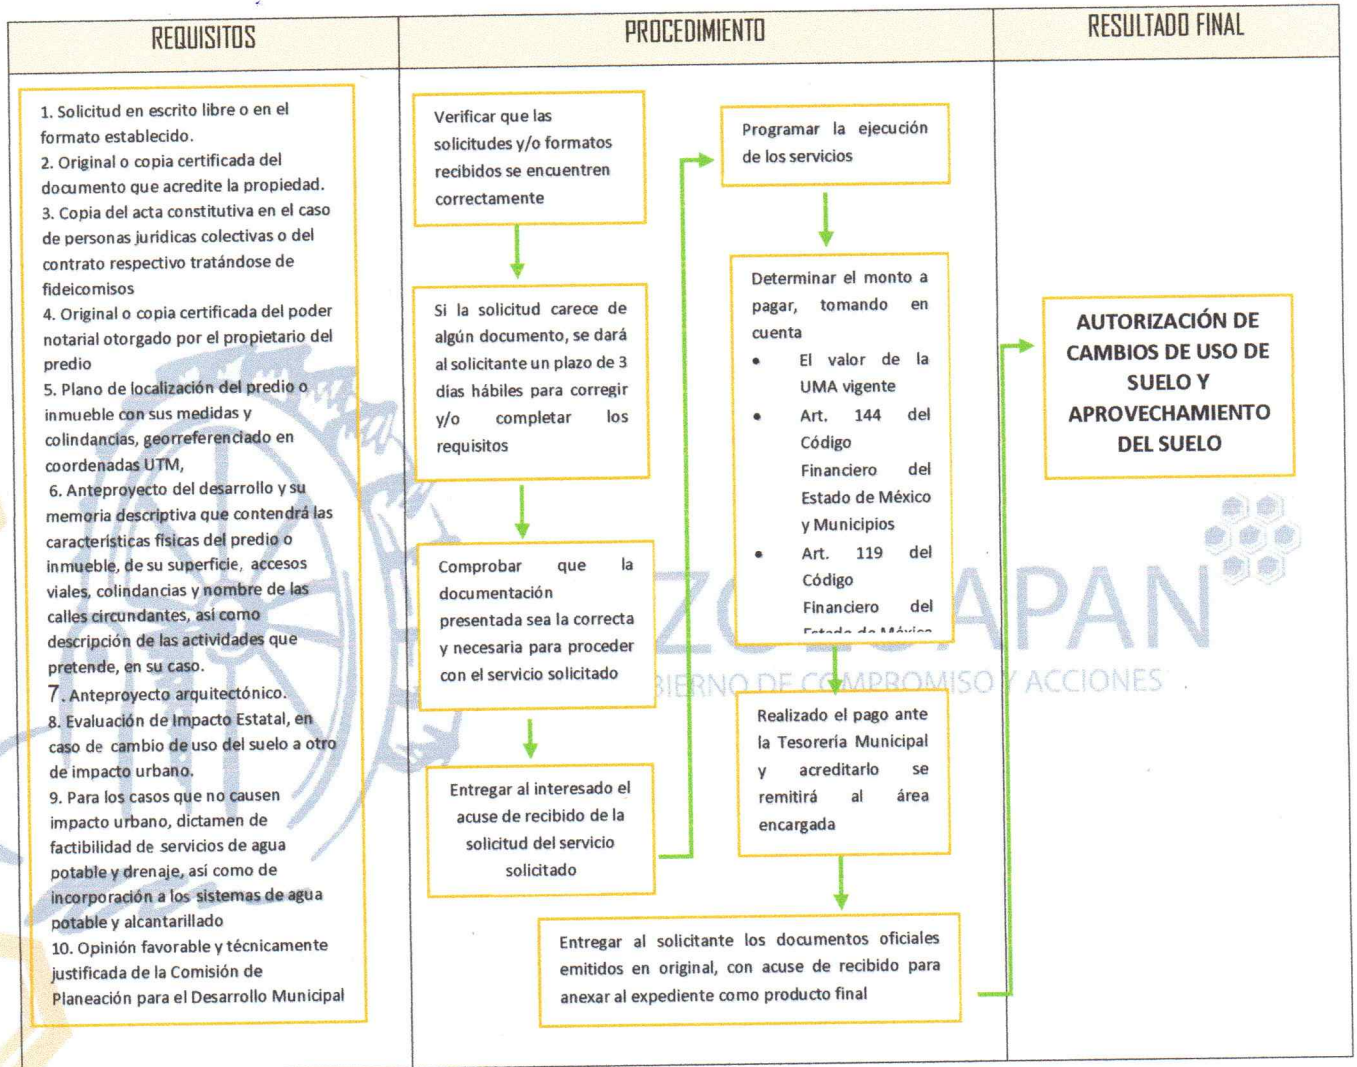 REQUISITOS
PROCEDIMIENTO
RESULTADO FINAL
1. Solicitud en escrito libre o en el
formato establecido.
2. Original o copia certificada del
documento que acredite la propiedad.
3. Copia del acta constitutiva en el caso
de personas juridicas colectivas o del
contrato respectivo tratándose de
fideicomisos
4. Original o copia certificada del poder
notarial otorgado por el propietario del
predio
5. Plano de localización del predio o
inmueble con sus medidas y
colindancias, georreferenciado en
coordenadas UTM,
6. Anteproyecto del desarrollo y su
memoria descriptiva que contendrá las
características físicas del predio o
inmueble, de su superficie, accesos
viales, colindancias y nombre de las
calles circundantes, así como
descripción de las actividades que
pretende, en su caso.
7. Anteproyecto arquitectónico.
8. Evaluación de Impacto Estatal, en
caso de cambio de uso del suelo a otro
de impacto urbano.
9. Para los casos que no causen
impacto urbano, dictamen de
factibilidad de servicios de agua
potable y drenaje, así como de
incorporación a los sistemas de agua
potable y alcantarillado
10. Opinión favorable y técnicamente
justificada de la Comisión de
Planeación para el Desarrollo Municipal
Verificar que las
solicitudes y/o formatos
recibidos se encuentren
correctamente
Si la solicitud carece de
algún documento, se dará
al solicitante un plazo de 3
días hábiles para corregir
y/o completar los
requisitos
Comprobar que la
documentación
presentada sea la correcta
y necesaria para proceder
con el servicio solicitado
Entregar al interesado el
acuse de recibido de la
solicitud del servicio
solicitado
Programar la ejecución
de los servicios
Determinar el monto a
pagar, tomando en
cuenta
• El valor de la
UMA vigente
• Art. 144 del
Código
Financiero del
Estado de México
y Municipios
• Art. 119 del
Código
Financiero del
Estado de México
Realizado el pago ante
la Tesorería Municipal
y acreditarlo se
remitirá al área
encargada
Entregar al solicitante los documentos oficiales
emitidos en original, con acuse de recibido para
anexar al expediente como producto final
AUTORIZACIÓN DE
CAMBIOS DE USO DE
SUELO Y
APROVECHAMIENTO
DEL SUELO
DE COMPROMISO Y ACCIONES